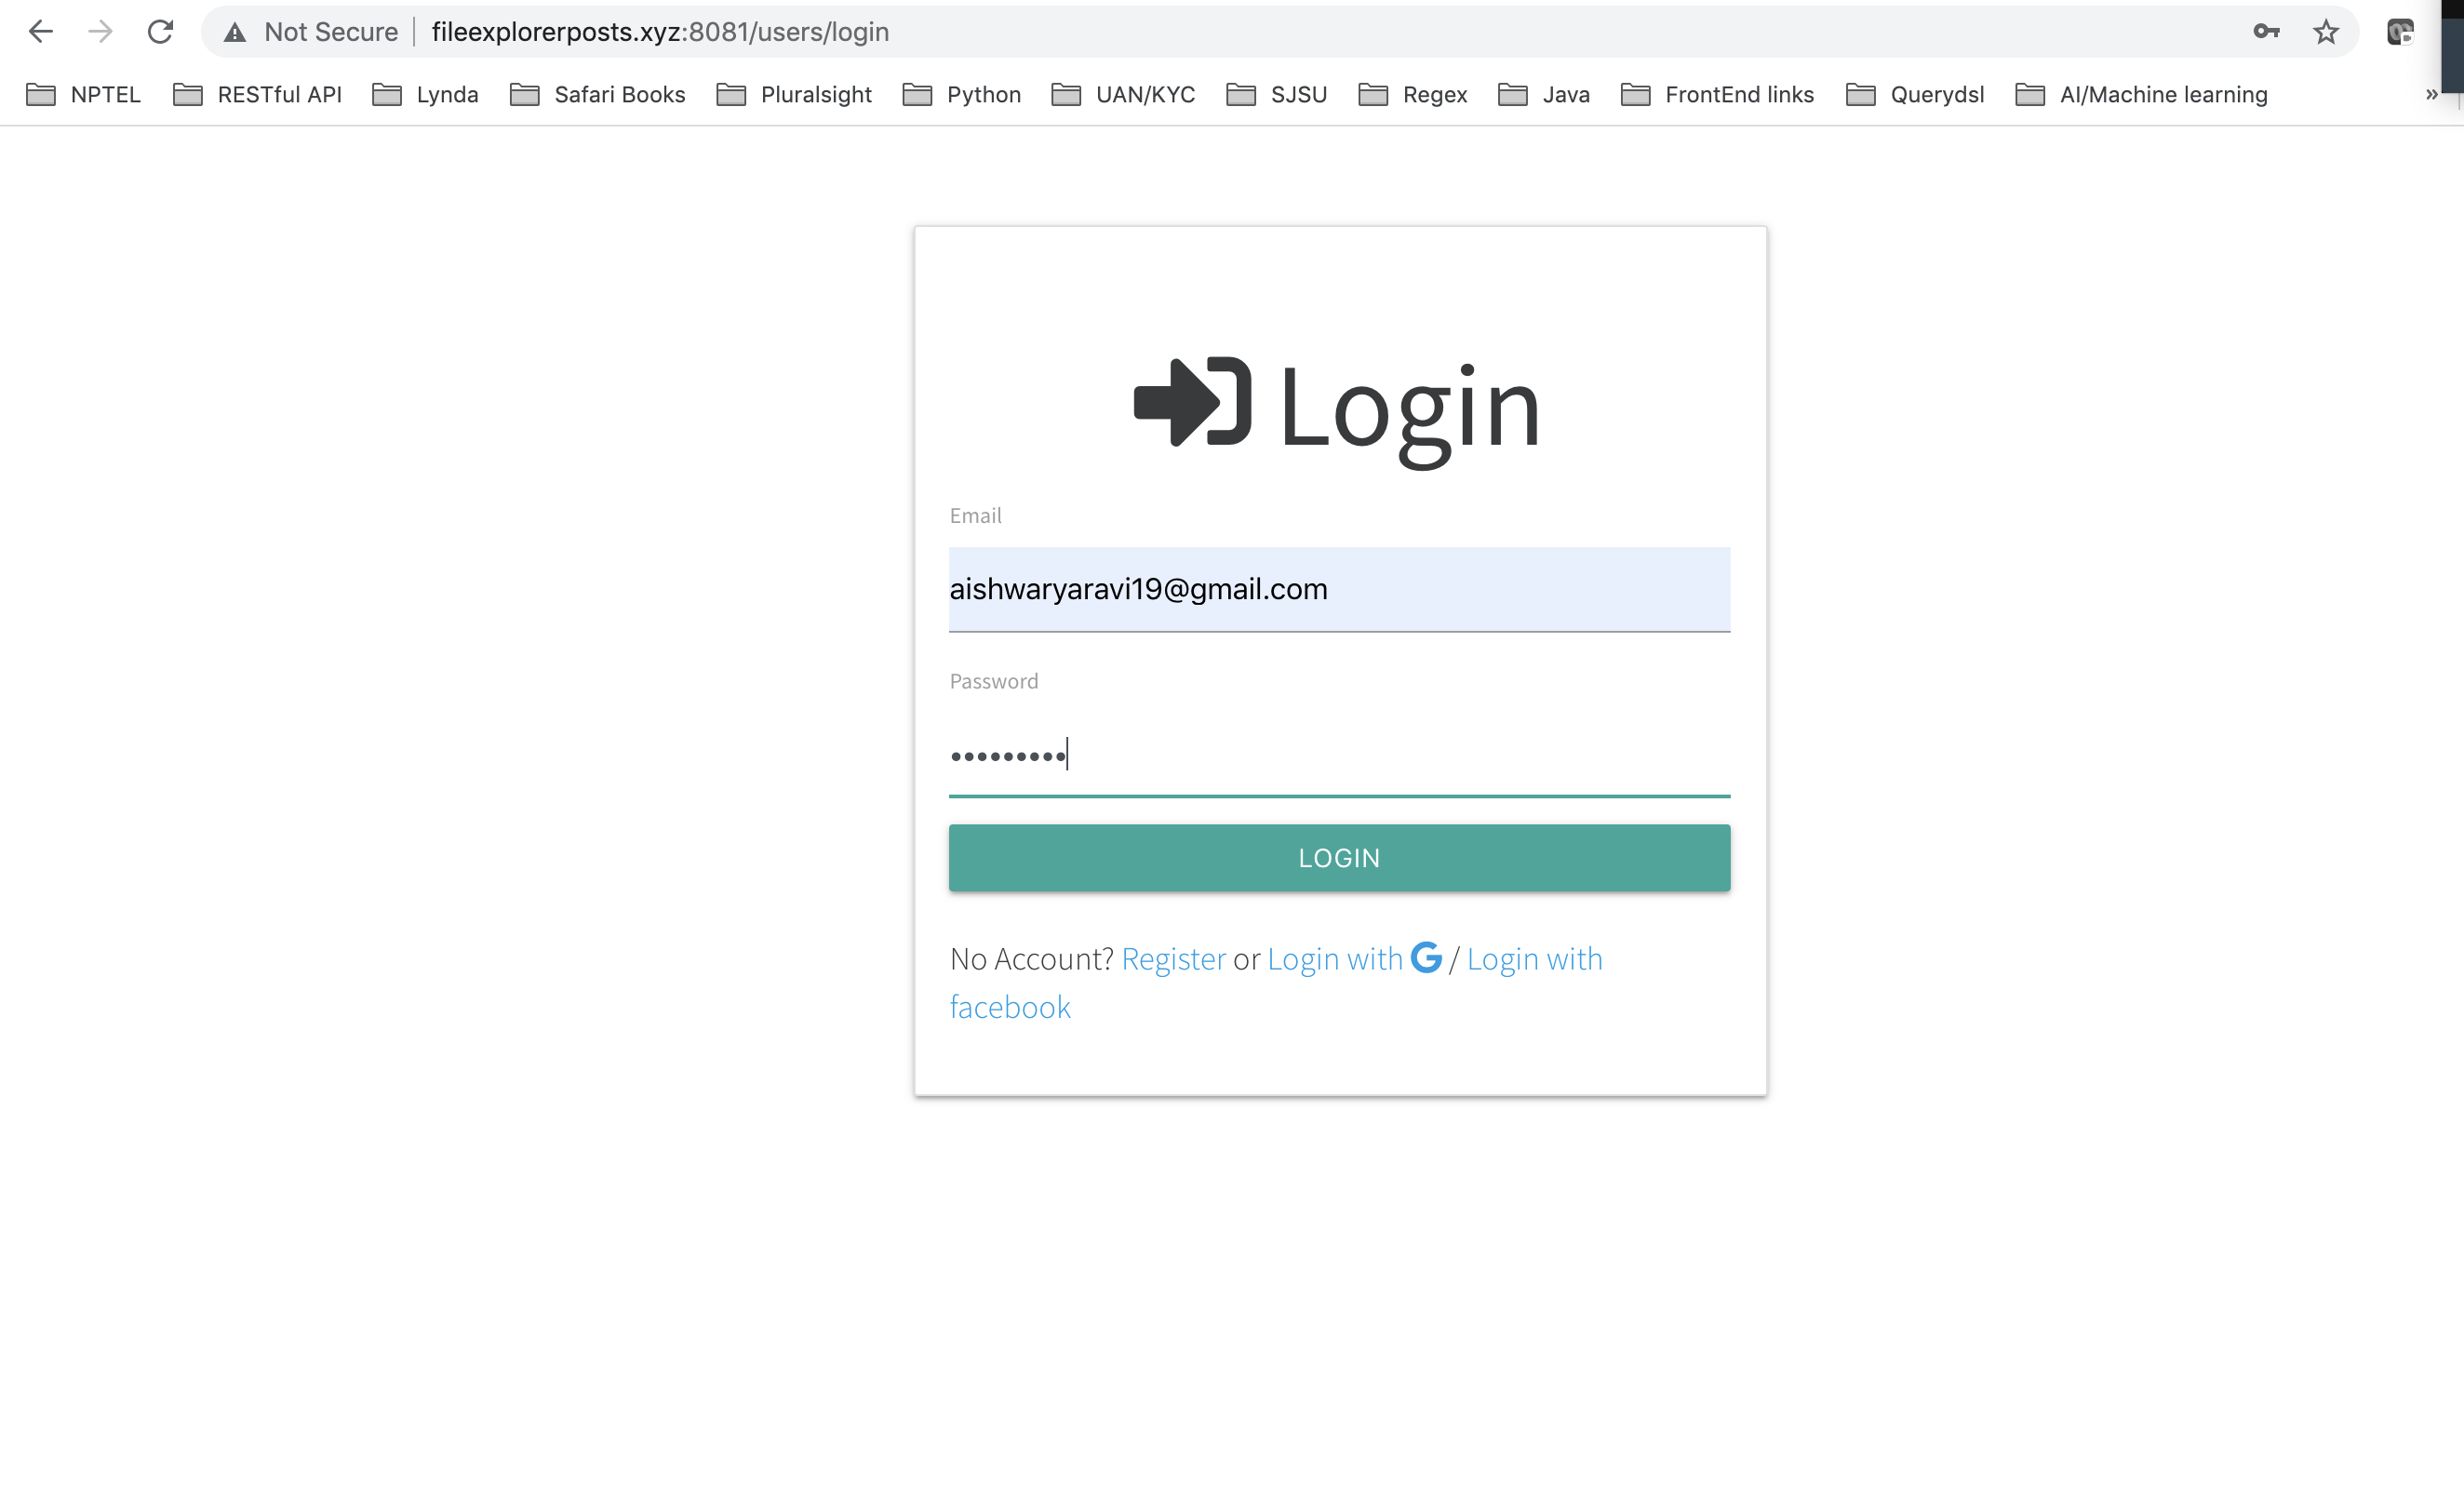 Not Secure | fileexplorerposts.xyz:8081/users/login
NPTEL RESTful API Lynda Safari Books Pluralsight Python UAN/KYC SJSU Regex Java FrontEnd links Querydsl AI/Machine learning »
Login
Email
aishwaryaravi19@gmail.com
Password
•••••••••
LOGIN
No Account? Register or Login with G / Login with
facebook